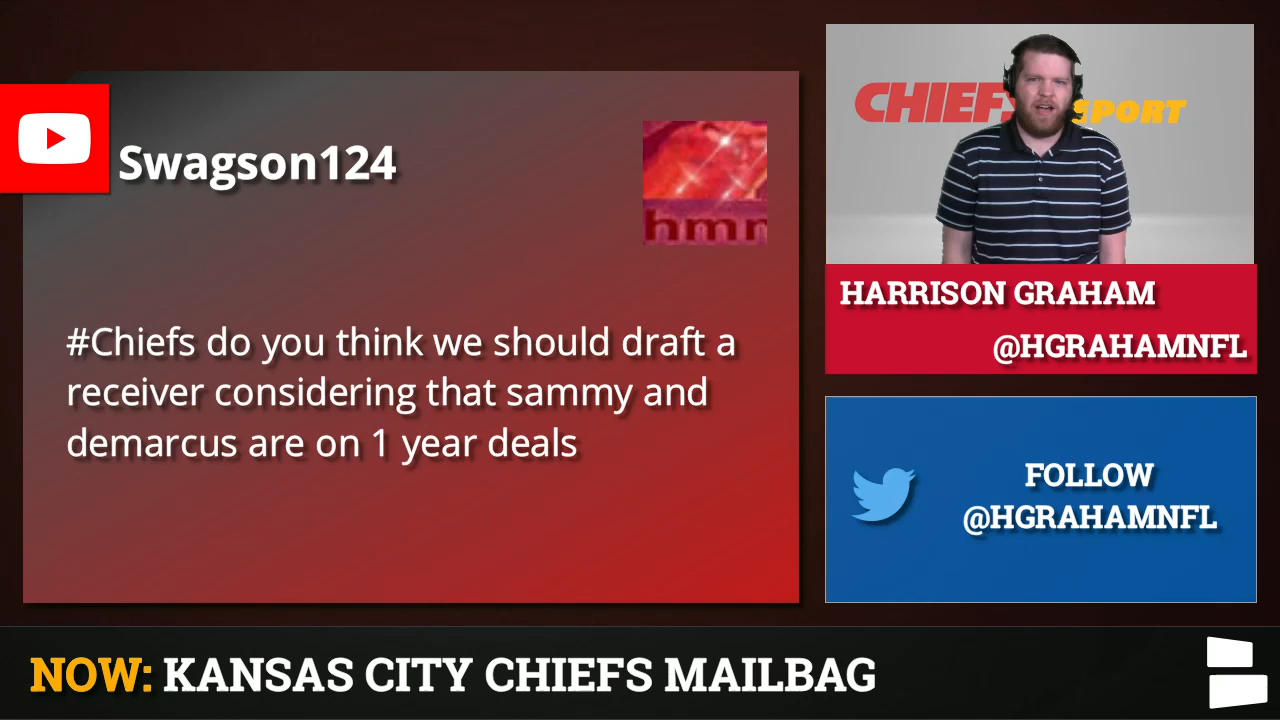 Swagson124
hmr
#Chiefs do you think we should draft a
receiver considering that sammy and
demarcus are on 1 year deals
CHIEFS
SPORT
HARRISON GRAHAM
@HGRAHAMNFL
FOLLOW
@HGRAHAMNFL
NOW: KANSAS CITY CHIEFS MAILBAG